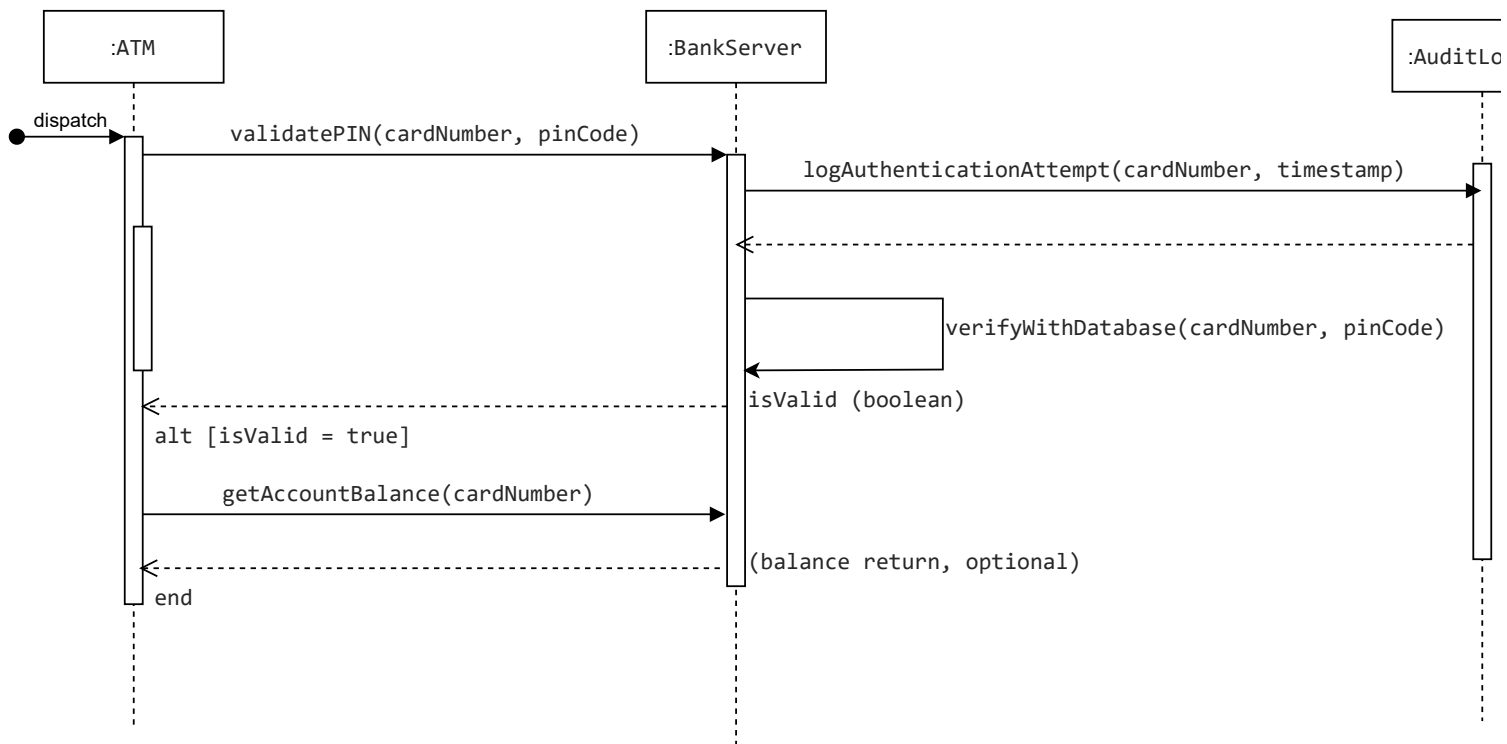 :ATM
:BankServer
:AuditLo
dispatch
validatePIN(cardNumber, pinCode)
logAuthenticationAttempt(cardNumber, timestamp)
verifyWithDatabase(cardNumber, pinCode)
isValid (boolean)
alt [isValid = true]
getAccountBalance(cardNumber)
(balance return, optional)
end